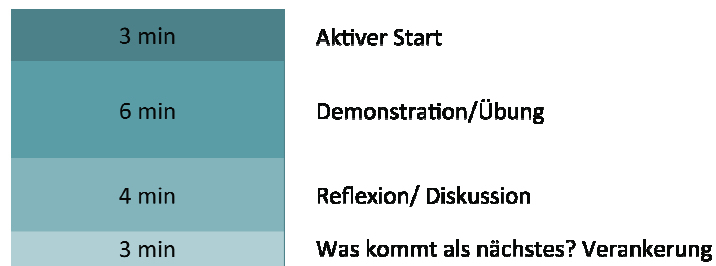 3 min Aktiver Start
6 min Demonstration/Übung
4 min Reflexion/ Diskussion
3 min Was kommt als nächstes? Verankerung